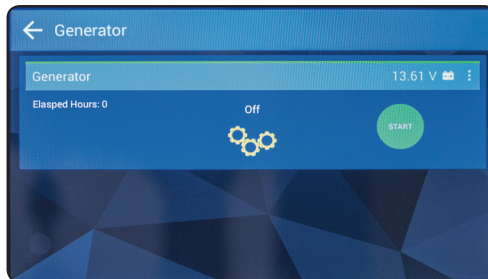 Generator
Generator 13.61 V
Elasped Hours: 0
Off
START